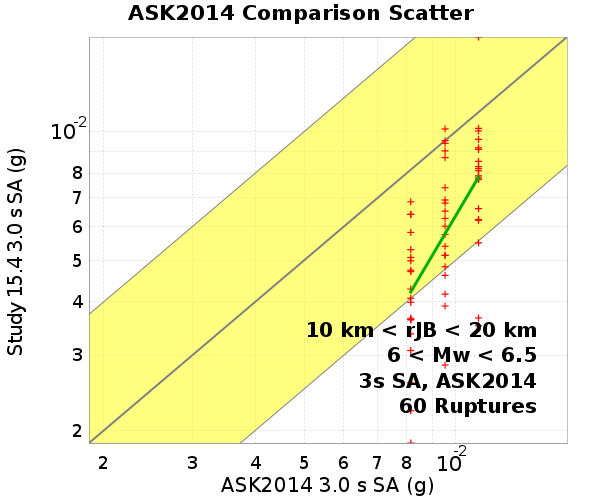 ASK2014 Comparison Scatter
Study 15.4 3.0 s SA (g)
10-2
8
7
6
5
4
3
2
10 km < rJB < 20 km
6 < Mw < 6.5
3s SA, ASK2014
60 Ruptures
2 3 4 5 6 7 8 10-2
ASK2014 3.0 s SA (g)